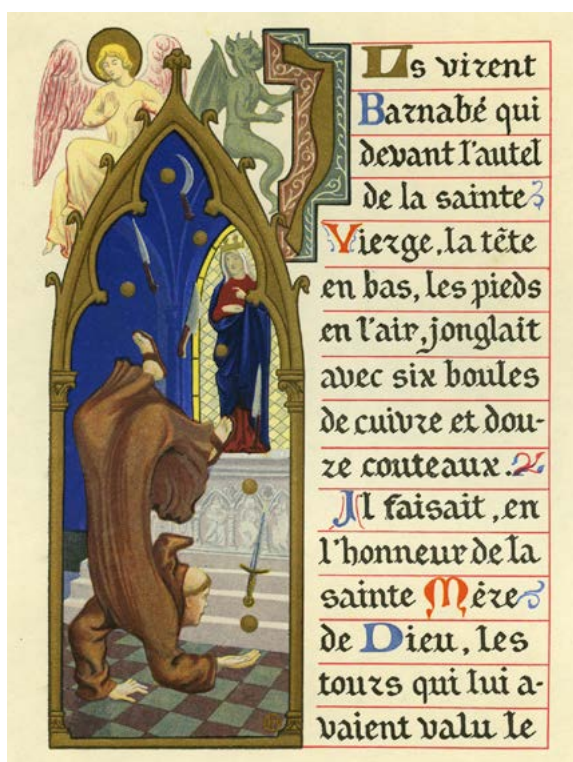 ILs virent
Barnabé qui
devant l'autel
de la sainte
Vierge, la tête
en bas, les pieds
en l'air, jonglait
avec six boules
de cuivre et dou-
ze couteaux.
Il faisait, en
l'honneur de la
sainte Mère
de Dieu, les
tours qui lui a-
vaient valu le